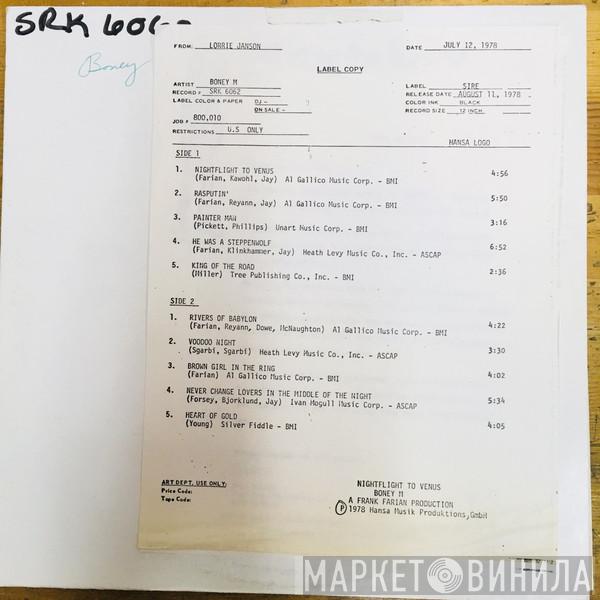 SRK 60
Boney
FROM: LORRIE JANSON DATE JULY 12, 1978
LABEL COPY
ARTIST BONEY M LABEL SIRE
RECORD # SRK 6062 RELEASE DATE AUGUST 11, 1978
LABEL COLOR & PAPER DJ - COLOR INK BLACK
ON SALE - RECORD SIZE 12 INCH
JOB # 800,010
RESTRICTIONS U.S ONLY
HANSA LOGO
SIDE 1
1. NIGHTFLIGHT TO VENUS 4:56
(Farian, Kawohl, Jay) Al Gallico Music Corp. - BMI
2. RASPUTIN' 5:50
(Farian, Reyann, Jay) Al Gallico Music Corp. - BMI
3. PAINTER MAN 3:16
(Pickett, Phillips) Unart Music Corp. - BMI
4. HE WAS A STEPPENWOLF 6:52
(Farian, Klinkhammer, Jay) Heath Levy Music Co., Inc. - ASCAP
5. KING OF THE ROAD 2:36
(Miller) Tree Publishing Co., Inc. - BMI
SIDE 2
1. RIVERS OF BABYLON 4:22
(Farian, Reyann, Dowe, McNaughton) Al Gallico Music Corp. - BMI
2. VOODOO NIGHT 3:30
(Sgarbi, Sgarbi) Heath Levy Music Co., Inc. - ASCAP
3. BROWN GIRL IN THE RING 4:02
(Farian) Al Gallico Music Corp. - BMI
4. NEVER CHANGE LOVERS IN THE MIDDLE OF THE NIGHT 5:34
(Forsey, Bjorklund, Jay) Ivan Mogull Music Corp. - ASCAP
5. HEART OF GOLD 4:05
(Young) Silver Fiddle - BMI
ART DEPT. USE ONLY:
Price Code:
Tape Code:
NIGHTFLIGHT TO VENUS
BONEY M
A FRANK FARIAN PRODUCTION
℗ 1978 Hansa Musik Produktions, GmbH
МАРКЕТ ВИНИЛА